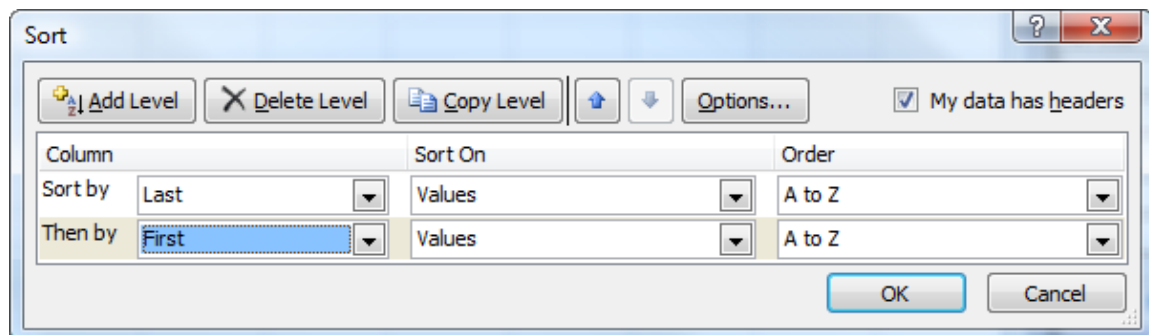 Sort
Add Level Delete Level Copy Level Options... My data has headers
Column Sort On Order
Sort by Last Values A to Z
Then by First Values A to Z
OK Cancel